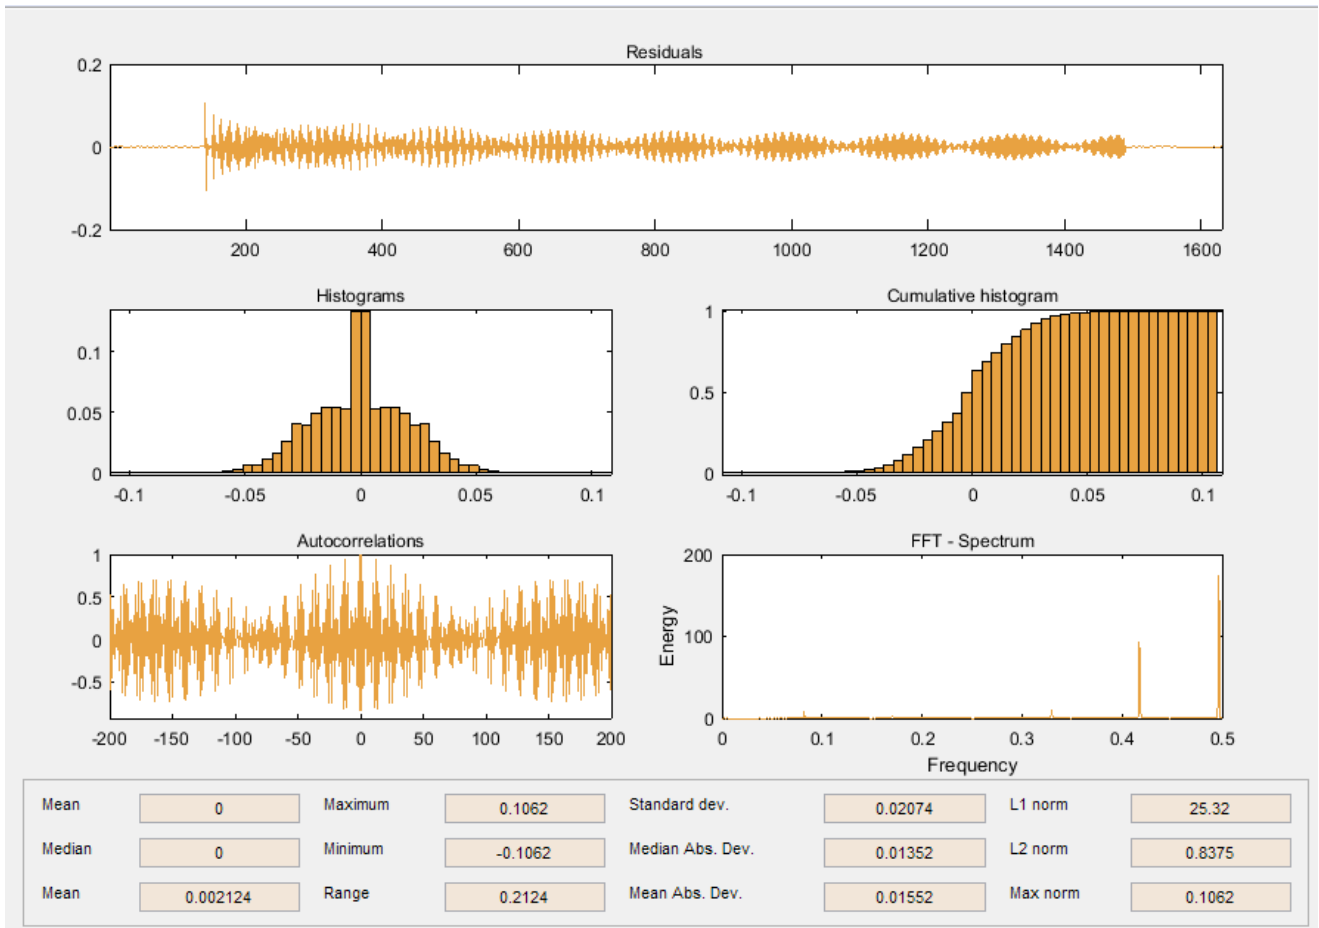 Residuals
0.2
0
-0.2
200 400 600 800 1000 1200 1400 1600
Histograms
0.1
0.05
0
-0.1 -0.05 0 0.05 0.1
Cumulative histogram
1
0.5
0
-0.1 -0.05 0 0.05 0.1
Autocorrelations
1
0.5
0
-0.5
-200 -150 -100 -50 0 50 100 150 200
FFT - Spectrum
Energy
200
100
0
0 0.1 0.2 0.3 0.4 0.5
Frequency
Mean 0 Maximum 0.1062 Standard dev. 0.02074 L1 norm 25.32
Median 0 Minimum -0.1062 Median Abs. Dev. 0.01352 L2 norm 0.8375
Mean 0.002124 Range 0.2124 Mean Abs. Dev. 0.01552 Max norm 0.1062